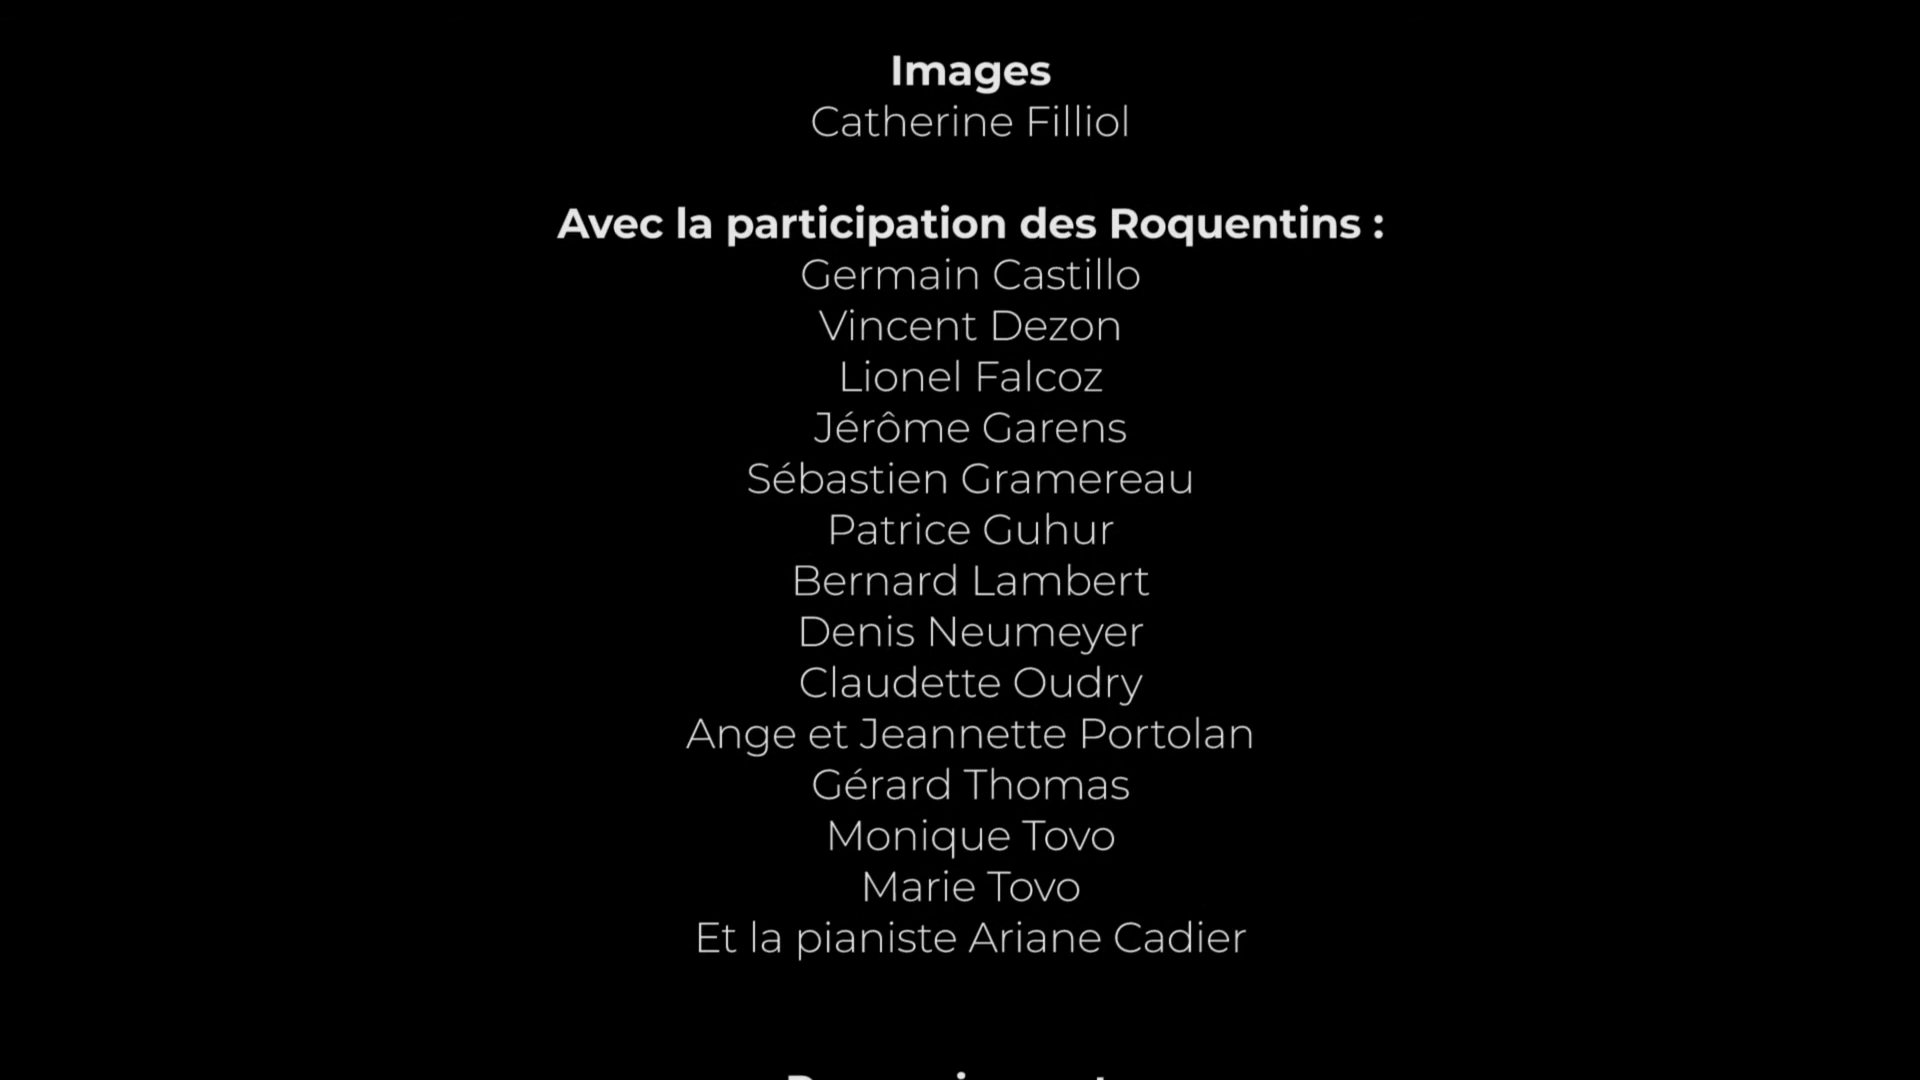 Images
Catherine Filliol
Avec la participation des Roquentins :
Germain Castillo
Vincent Dezon
Lionel Falcoz
Jérôme Garens
Sébastien Gramereau
Patrice Guhur
Bernard Lambert
Denis Neumeyer
Claudette Oudry
Ange et Jeannette Portolan
Gérard Thomas
Monique Tovo
Marie Tovo
Et la pianiste Ariane Cadier